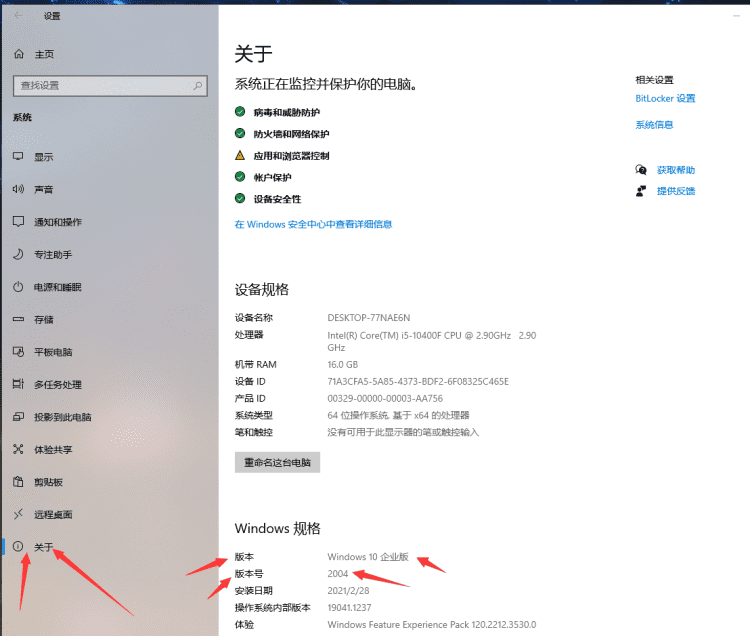 设置
主页
查找设置
系统
显示
声音
通知和操作
专注助手
电源和睡眠
存储
平板电脑
多任务处理
投影到此电脑
体验共享
剪贴板
远程桌面
关于
关于
系统正在监控并保护你的电脑。
病毒和威胁防护
防火墙和网络保护
应用和浏览器控制
帐户保护
设备安全性
在 Windows 安全中心中查看详细信息
设备规格
设备名称 DESKTOP-77NAE6N
处理器 Intel(R) Core(TM) i5-10400F CPU @ 2.90GHz 2.90
GHz
机带 RAM 16.0 GB
设备 ID 71A3CFA5-5A85-4373-BDF2-6F08325C465E
产品 ID 00329-00000-00003-AA756
系统类型 64 位操作系统, 基于 x64 的处理器
笔和触控 没有可用于此显示器的笔或触控输入
重命名这台电脑
Windows 规格
版本 Windows 10 企业版
版本号 2004
安装日期 2021/2/28
操作系统内部版本 19041.1237
体验 Windows Feature Experience Pack 120.2212.3530.0
相关设置
BitLocker 设置
系统信息
获取帮助
提供反馈